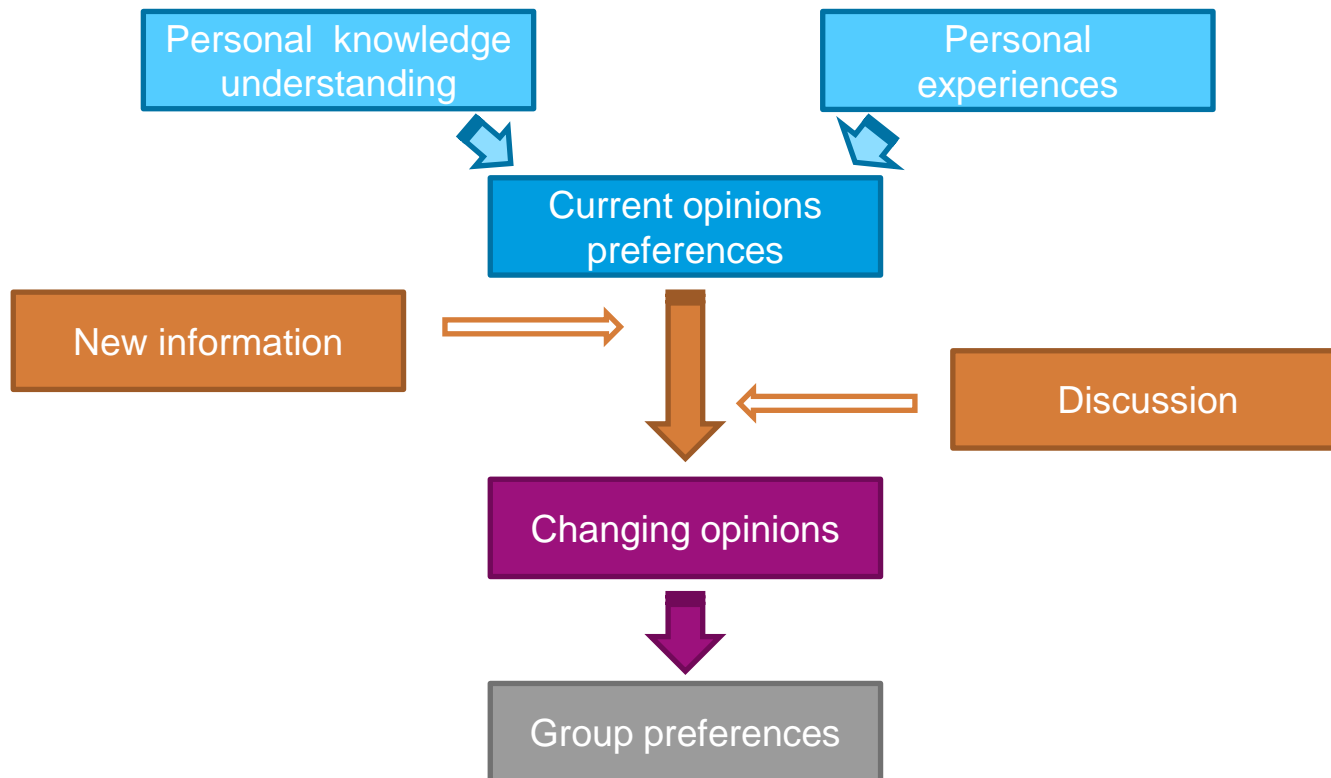 Personal  knowledge
understanding
Personal
experiences
Current opinions
preferences
New information
Discussion
Changing opinions
Group preferences